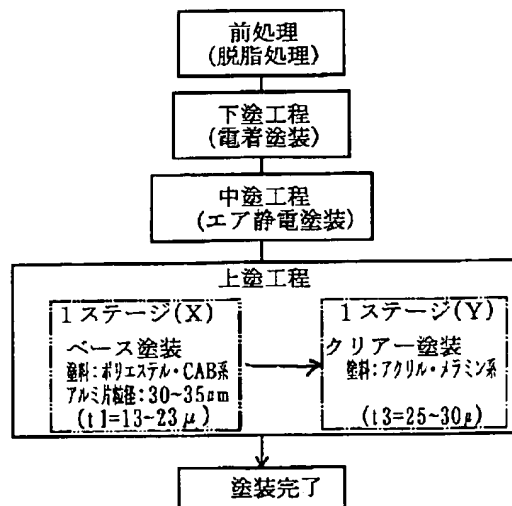 前処理
(脱脂処理)
下塗工程
(電着塗装)
中塗工程
(エア静電塗装)
上塗工程
1ステージ(X)
ベース塗装
塗料:ポリエステル・CAB系
アルミ片粒径:30~35μm
(t1=13~23μ)
1ステージ(Y)
クリアー塗装
塗料:アクリル・メラミン系
(t3=25~30μ)
塗装完了